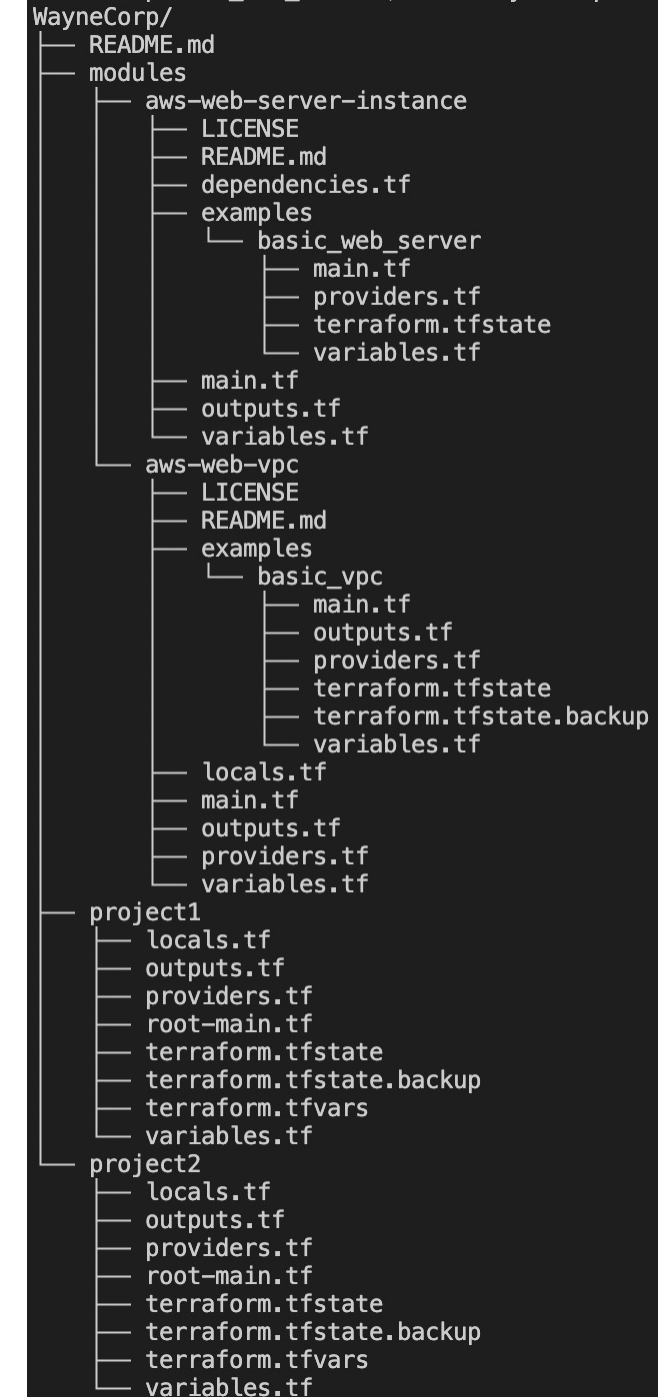 WayneCorp/
├── README.md
├── modules
│   ├── aws-web-server-instance
│   │   ├── LICENSE
│   │   ├── README.md
│   │   ├── dependencies.tf
│   │   ├── examples
│   │   │   └── basic_web_server
│   │   │       ├── main.tf
│   │   │       ├── providers.tf
│   │   │       ├── terraform.tfstate
│   │   │       └── variables.tf
│   │   ├── main.tf
│   │   ├── outputs.tf
│   │   └── variables.tf
│   └── aws-web-vpc
│       ├── LICENSE
│       ├── README.md
│       ├── examples
│       │   └── basic_vpc
│       │       ├── main.tf
│       │       ├── outputs.tf
│       │       ├── providers.tf
│       │       ├── terraform.tfstate
│       │       ├── terraform.tfstate.backup
│       │       └── variables.tf
│       ├── locals.tf
│       ├── main.tf
│       ├── outputs.tf
│       ├── providers.tf
│       └── variables.tf
├── project1
│   ├── locals.tf
│   ├── outputs.tf
│   ├── providers.tf
│   ├── root-main.tf
│   ├── terraform.tfstate
│   ├── terraform.tfstate.backup
│   ├── terraform.tfvars
│   └── variables.tf
└── project2
    ├── locals.tf
    ├── outputs.tf
    ├── providers.tf
    ├── root-main.tf
    ├── terraform.tfstate
    ├── terraform.tfstate.backup
    ├── terraform.tfvars
    └── variables.tf